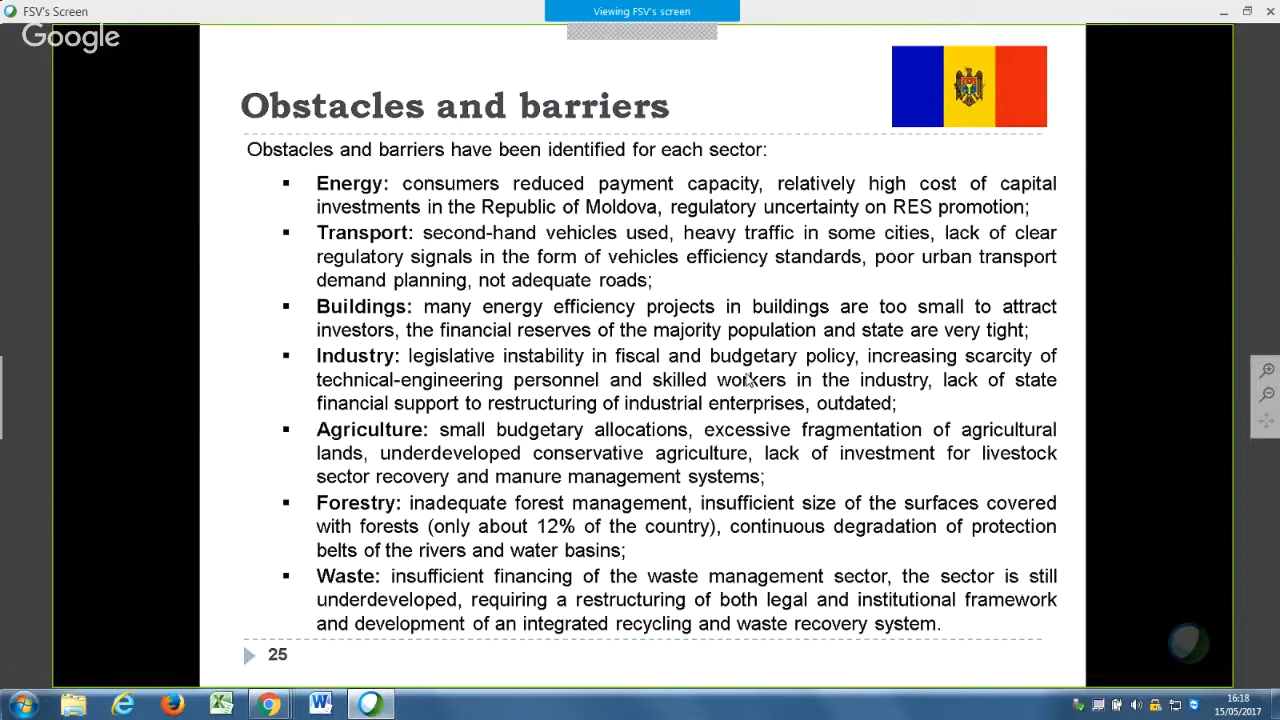 FSV's Screen
Viewing FSV's screen
Google
Obstacles and barriers
Obstacles and barriers have been identified for each sector:
▪ Energy: consumers reduced payment capacity, relatively high cost of capital
investments in the Republic of Moldova, regulatory uncertainty on RES promotion;
▪ Transport: second-hand vehicles used, heavy traffic in some cities, lack of clear
regulatory signals in the form of vehicles efficiency standards, poor urban transport
demand planning, not adequate roads;
▪ Buildings: many energy efficiency projects in buildings are too small to attract
investors, the financial reserves of the majority population and state are very tight;
▪ Industry: legislative instability in fiscal and budgetary policy, increasing scarcity of
technical-engineering personnel and skilled workers in the industry, lack of state
financial support to restructuring of industrial enterprises, outdated;
▪ Agriculture: small budgetary allocations, excessive fragmentation of agricultural
lands, underdeveloped conservative agriculture, lack of investment for livestock
sector recovery and manure management systems;
▪ Forestry: inadequate forest management, insufficient size of the surfaces covered
with forests (only about 12% of the country), continuous degradation of protection
belts of the rivers and water basins;
▪ Waste: insufficient financing of the waste management sector, the sector is still
underdeveloped, requiring a restructuring of both legal and institutional framework
and development of an integrated recycling and waste recovery system.
25
16:18
15/05/2017